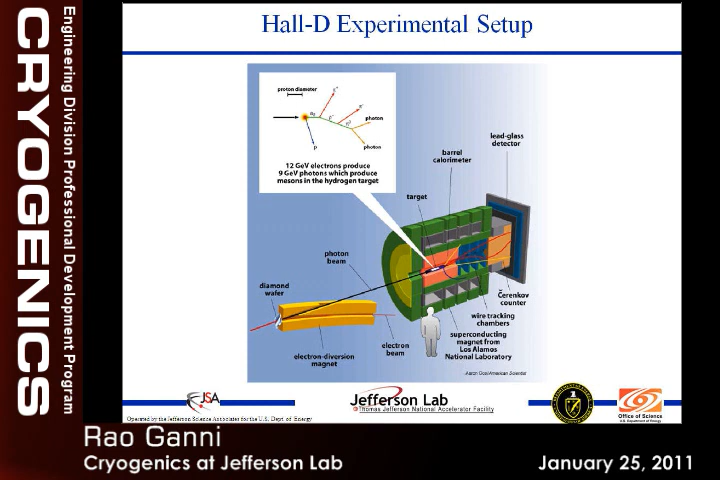 CRYOGENICS
Engineering Division Professional Development Program
Hall-D Experimental Setup
proton diameter
photon
photon
12 GeV electrons produce
9 GeV photons which produce
mesons in the hydrogen target
lead-glass
detector
barrel
calorimeter
target
photon
beam
diamond
wafer
Čerenkov
counter
wire tracking
chambers
superconducting
magnet from
Los Alamos
National Laboratory
electron
beam
electron-diversion
magnet
JSA
Jefferson Lab
Thomas Jefferson National Accelerator Facility
Office of Science
U.S. Department of Energy
Operated by the Jefferson Science Associates for the U.S. Dept. of Energy
Rao Ganni
Cryogenics at Jefferson Lab
January 25, 2011